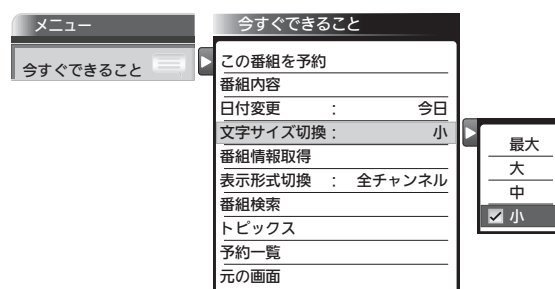 メニュー
今すぐできること
今すぐできること
この番組を予約
番組内容
日付変更 : 今日
文字サイズ切換 : 小
番組情報取得
表示形式切換 : 全チャンネル
番組検索
トピックス
予約一覧
元の画面
最大
大
中
小